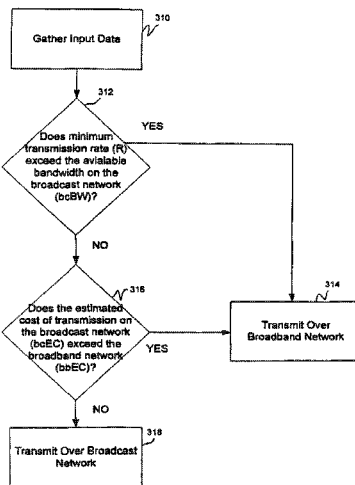 310
Gather Input Data
312
Does minimum
transmission rate (R)
exceed the avialable
bandwidth on the
broadcast network
(bcBW)?
YES
NO
316
Does the estimated
cost of transmission on
the broadcast network
(bcEC) exceed the
broadband network
(bbEC)?
YES
314
Transmit Over
Broadband Network
NO
318
Transmit Over Broadcast
Network